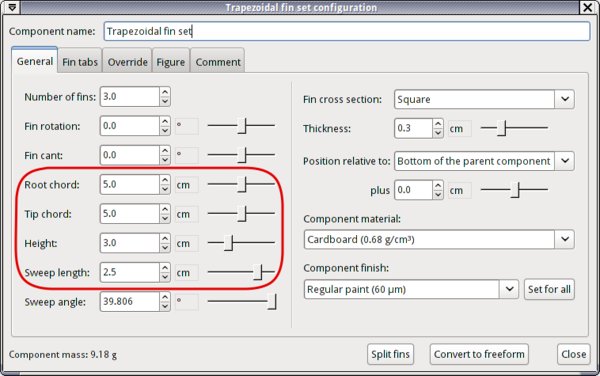 Trapezoidal fin set configuration
Component name: Trapezoidal fin set
General Fin tabs Override Figure Comment
Number of fins: 3.0
Fin rotation: 0.0 °
Fin cant: 0.0 °
Root chord: 5.0 cm
Tip chord: 5.0 cm
Height: 3.0 cm
Sweep length: 2.5 cm
Sweep angle: 39.806 °
Fin cross section: Square
Thickness: 0.3 cm
Position relative to: Bottom of the parent component
plus 0.0 cm
Component material:
Cardboard (0.68 g/cm³)
Component finish:
Regular paint (60 µm) Set for all
Component mass: 9.18 g
Split fins Convert to freeform Close